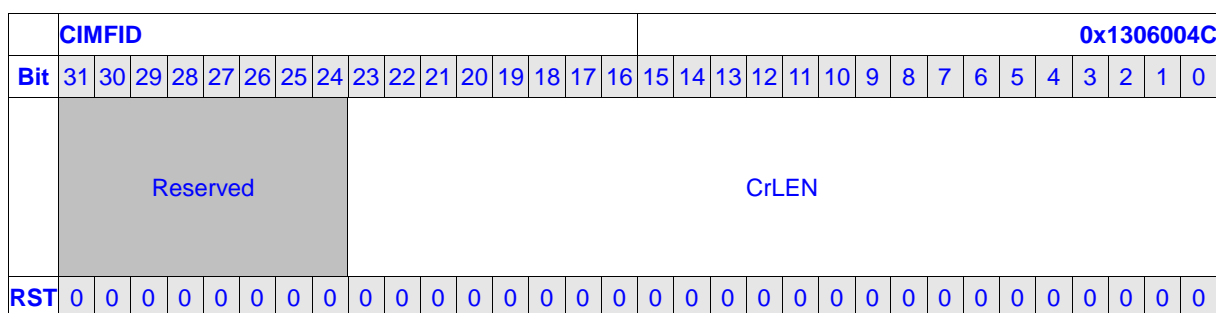 CIMFID 0x1306004C
Bit 31 30 29 28 27 26 25 24 23 22 21 20 19 18 17 16 15 14 13 12 11 10 9 8 7 6 5 4 3 2 1 0
Reserved CrLEN
RST 0 0 0 0 0 0 0 0 0 0 0 0 0 0 0 0 0 0 0 0 0 0 0 0 0 0 0 0 0 0 0 0